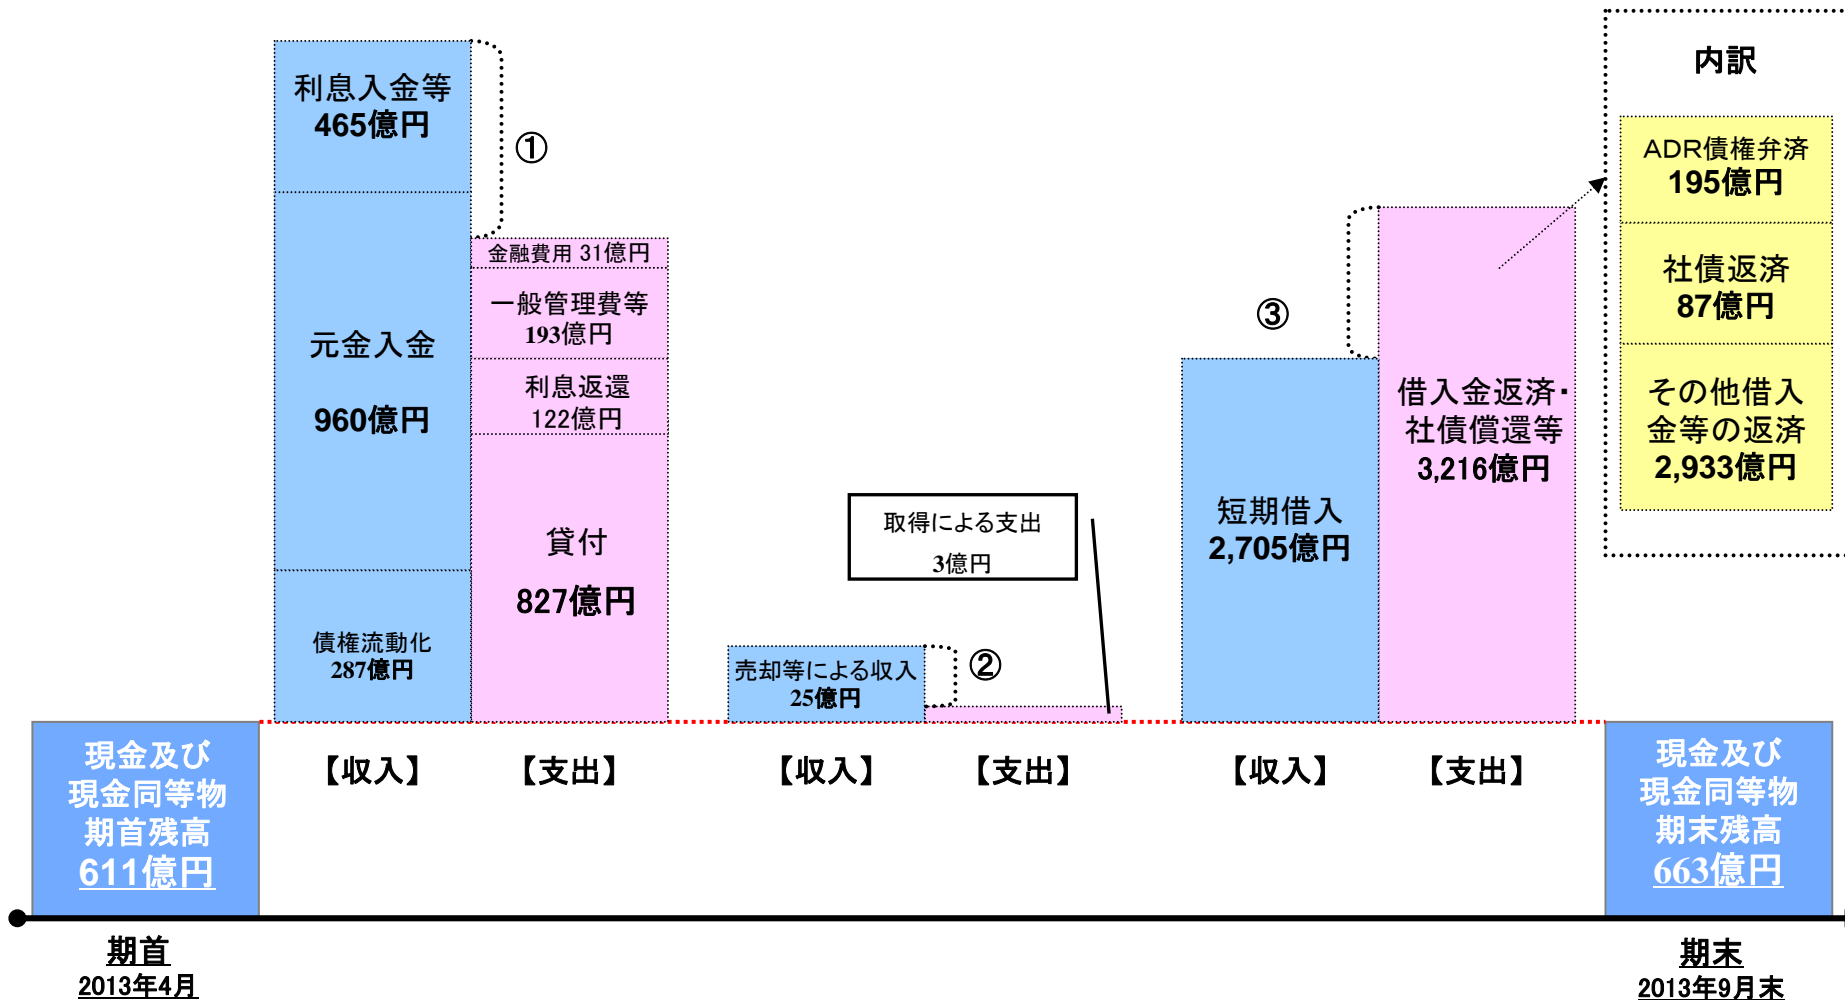 利息入金等
465億円
元金入金
960億円
債権流動化
287億円
①
金融費用 31億円
一般管理費等
193億円
利息返還
122億円
貸付
827億円
取得による支出
3億円
売却等による収入
25億円
②
③
短期借入
2,705億円
借入金返済・
社債償還等
3,216億円
内訳
ADR債権弁済
195億円
社債返済
87億円
その他借入
金等の返済
2,933億円
【収入】
【支出】
【収入】
【支出】
【収入】
【支出】
現金及び
現金同等物
期首残高
611億円
現金及び
現金同等物
期末残高
663億円
期首
2013年4月
期末
2013年9月末